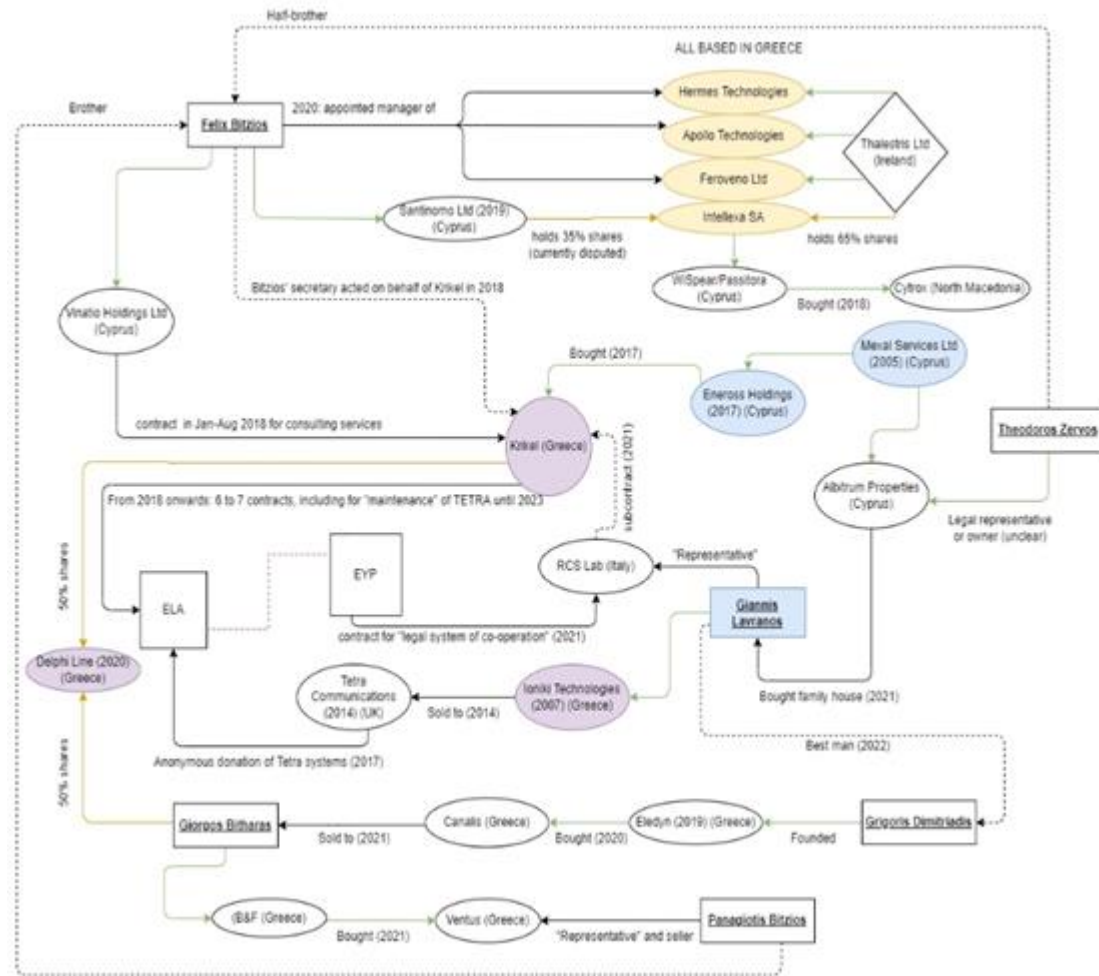 Half-brother
ALL BASED IN GREECE
Hermes Technologies
Brother
2020: appointed manager of
Felix Bitzios
Apollo Technologies
Thalestris Ltd
(Ireland)
Feroveno Ltd
Santinomo Ltd (2019)
(Cyprus)
Intellexa SA
holds 35% shares
(currently disputed)
holds 65% shares
Bitzios' secretary acted on behalf of Krikel in 2018
WiSpear/Passitora
(Cyprus)
Bought (2018)
Cytrox (North Macedonia)
Vinatio Holdings Ltd
(Cyprus)
Bought (2017)
Mexal Services Ltd
(2005) (Cyprus)
Eneross Holdings
(2017) (Cyprus)
contract in Jan-Aug 2018 for consulting services
Krikel (Greece)
Theodoros Zervos
subcontract (2021)
From 2018 onwards: 6 to 7 contracts, including for "maintenance" of TETRA until 2023
Albitrum Properties
(Cyprus)
Legal representative
or owner (unclear)
50% shares
EYP
RCS Lab (Italy)
"Representative"
ELA
Giannis
Lavranos
contract for "legal system of co-operation" (2021)
Delphi Line (2020)
(Greece)
Tetra
Communications
(2014) (UK)
Sold to (2014)
Ioniki Technologies
(2007) (Greece)
Bought family house (2021)
Anonymous donation of Tetra systems (2017)
Best man (2022)
50% shares
Giorgos Bitharas
Sold to (2021)
Canalis (Greece)
Bought (2020)
Eledyn (2019) (Greece)
Founded
Grigoris Dimitriadis
(B&F (Greece)
Bought (2021)
Ventus (Greece)
"Representative" and seller
Panagiotis Bitzios